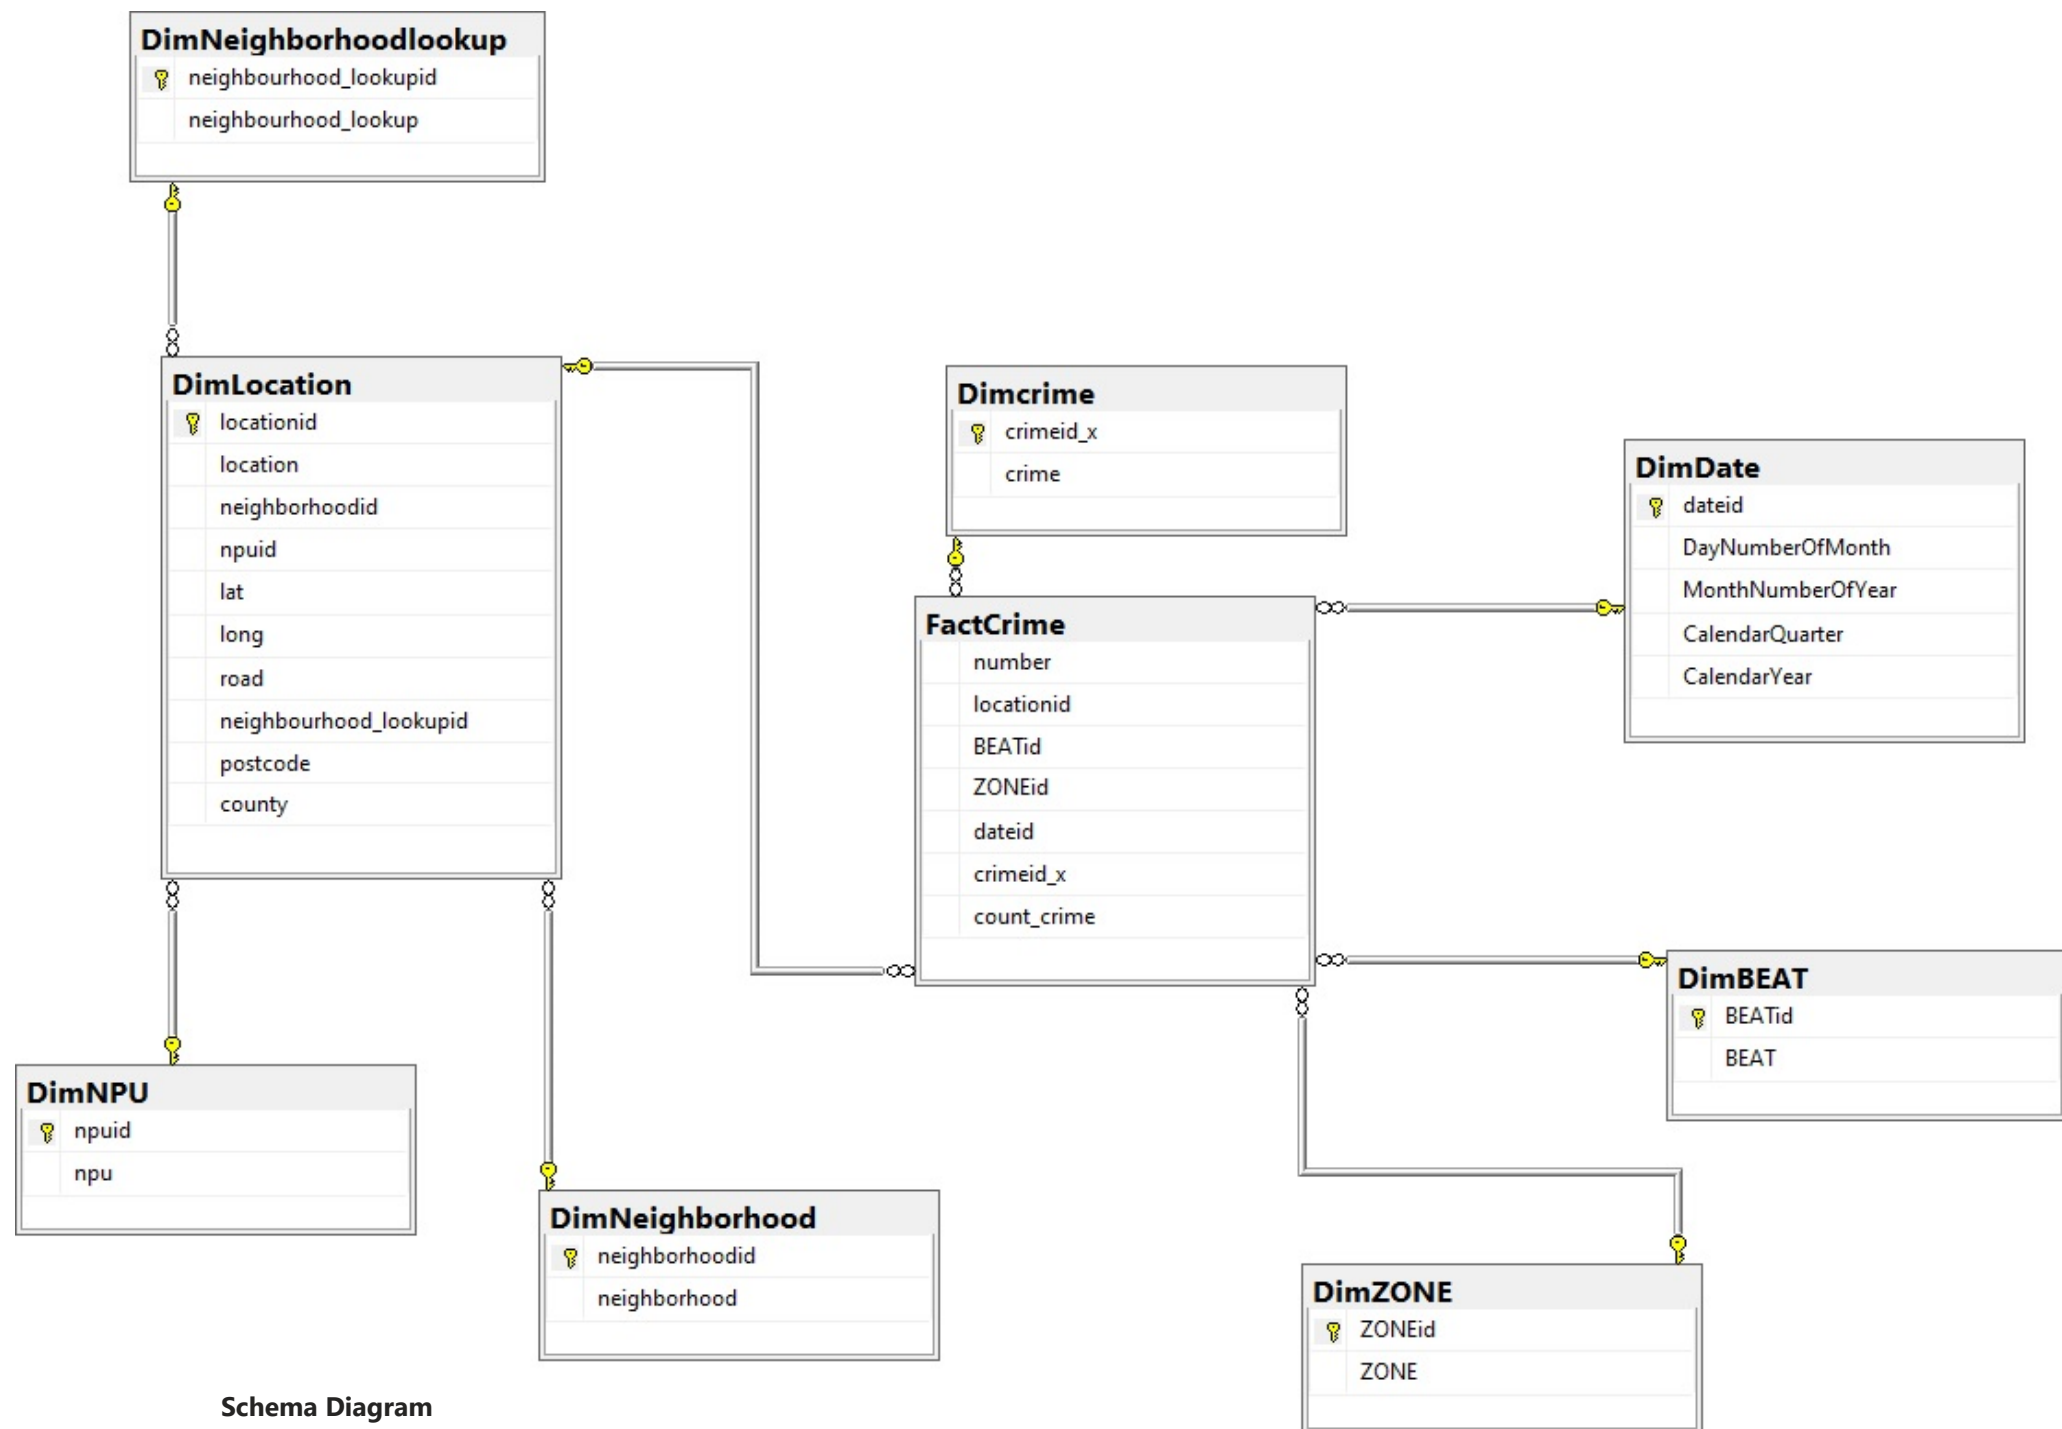 DimNeighborhoodlookup
neighbourhood_lookupid
neighbourhood_lookup
DimLocation
locationid
location
neighborhoodid
npuid
lat
long
road
neighbourhood_lookupid
postcode
county
Dimcrime
crimeid_x
crime
DimDate
dateid
DayNumberOfMonth
MonthNumberOfYear
CalendarQuarter
CalendarYear
FactCrime
number
locationid
BEATid
ZONEid
dateid
crimeid_x
count_crime
DimBEAT
BEATid
BEAT
DimNPU
npuid
npu
DimNeighborhood
neighborhoodid
neighborhood
DimZONE
ZONEid
ZONE
Schema Diagram